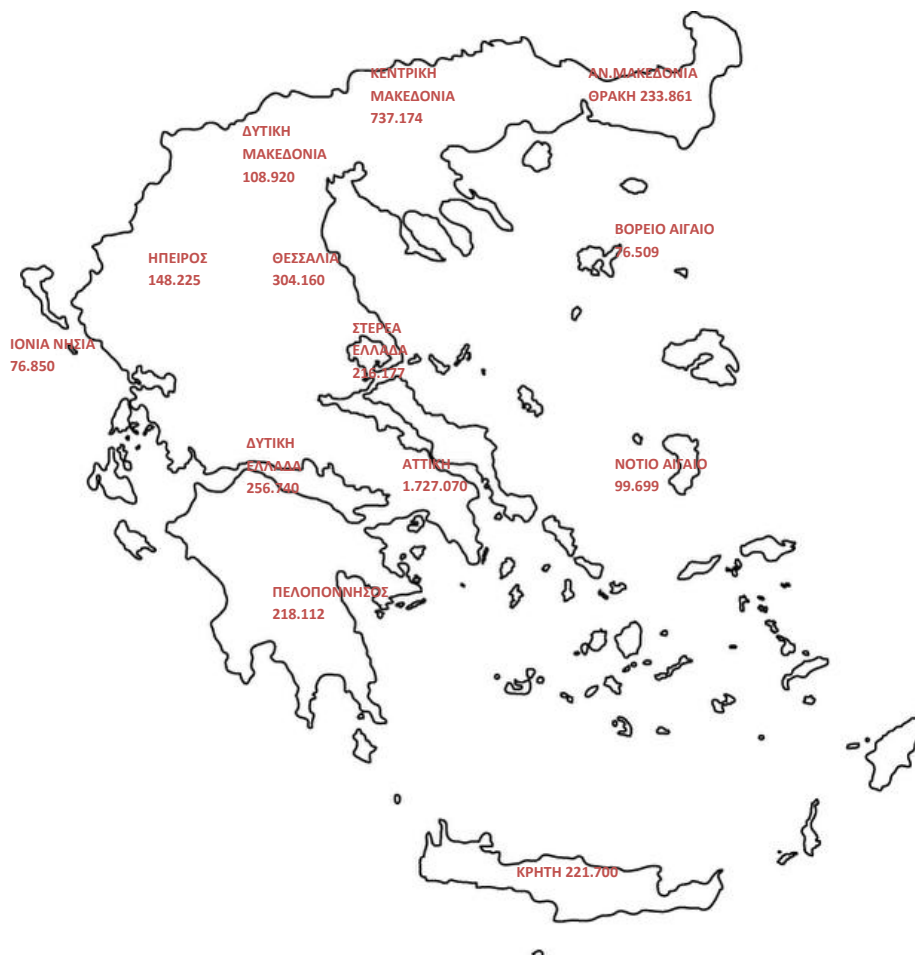 ΚΕΝΤΡΙΚΗ
ΜΑΚΕΔΟΝΙΑ
737.174
ΑΝ.ΜΑΚΕΔΟΝΙΑ
ΘΡΑΚΗ 233.861
ΔΥΤΙΚΗ
ΜΑΚΕΔΟΝΙΑ
108.920
ΒΟΡΕΙΟ ΑΙΓΑΙΟ
76.509
ΗΠΕΙΡΟΣ
148.225
ΘΕΣΣΑΛΙΑ
304.160
ΙΟΝΙΑ ΝΗΣΙΑ
76.850
ΣΤΕΡΕΑ
ΕΛΛΑΔΑ
216.177
ΔΥΤΙΚΗ
ΕΛΛΑΔΑ
256.740
ΑΤΤΙΚΗ
1.727.070
ΝΟΤΙΟ ΑΙΓΑΙΟ
99.699
ΠΕΛΟΠΟΝΝΗΣΟΣ
218.112
ΚΡΗΤΗ 221.700